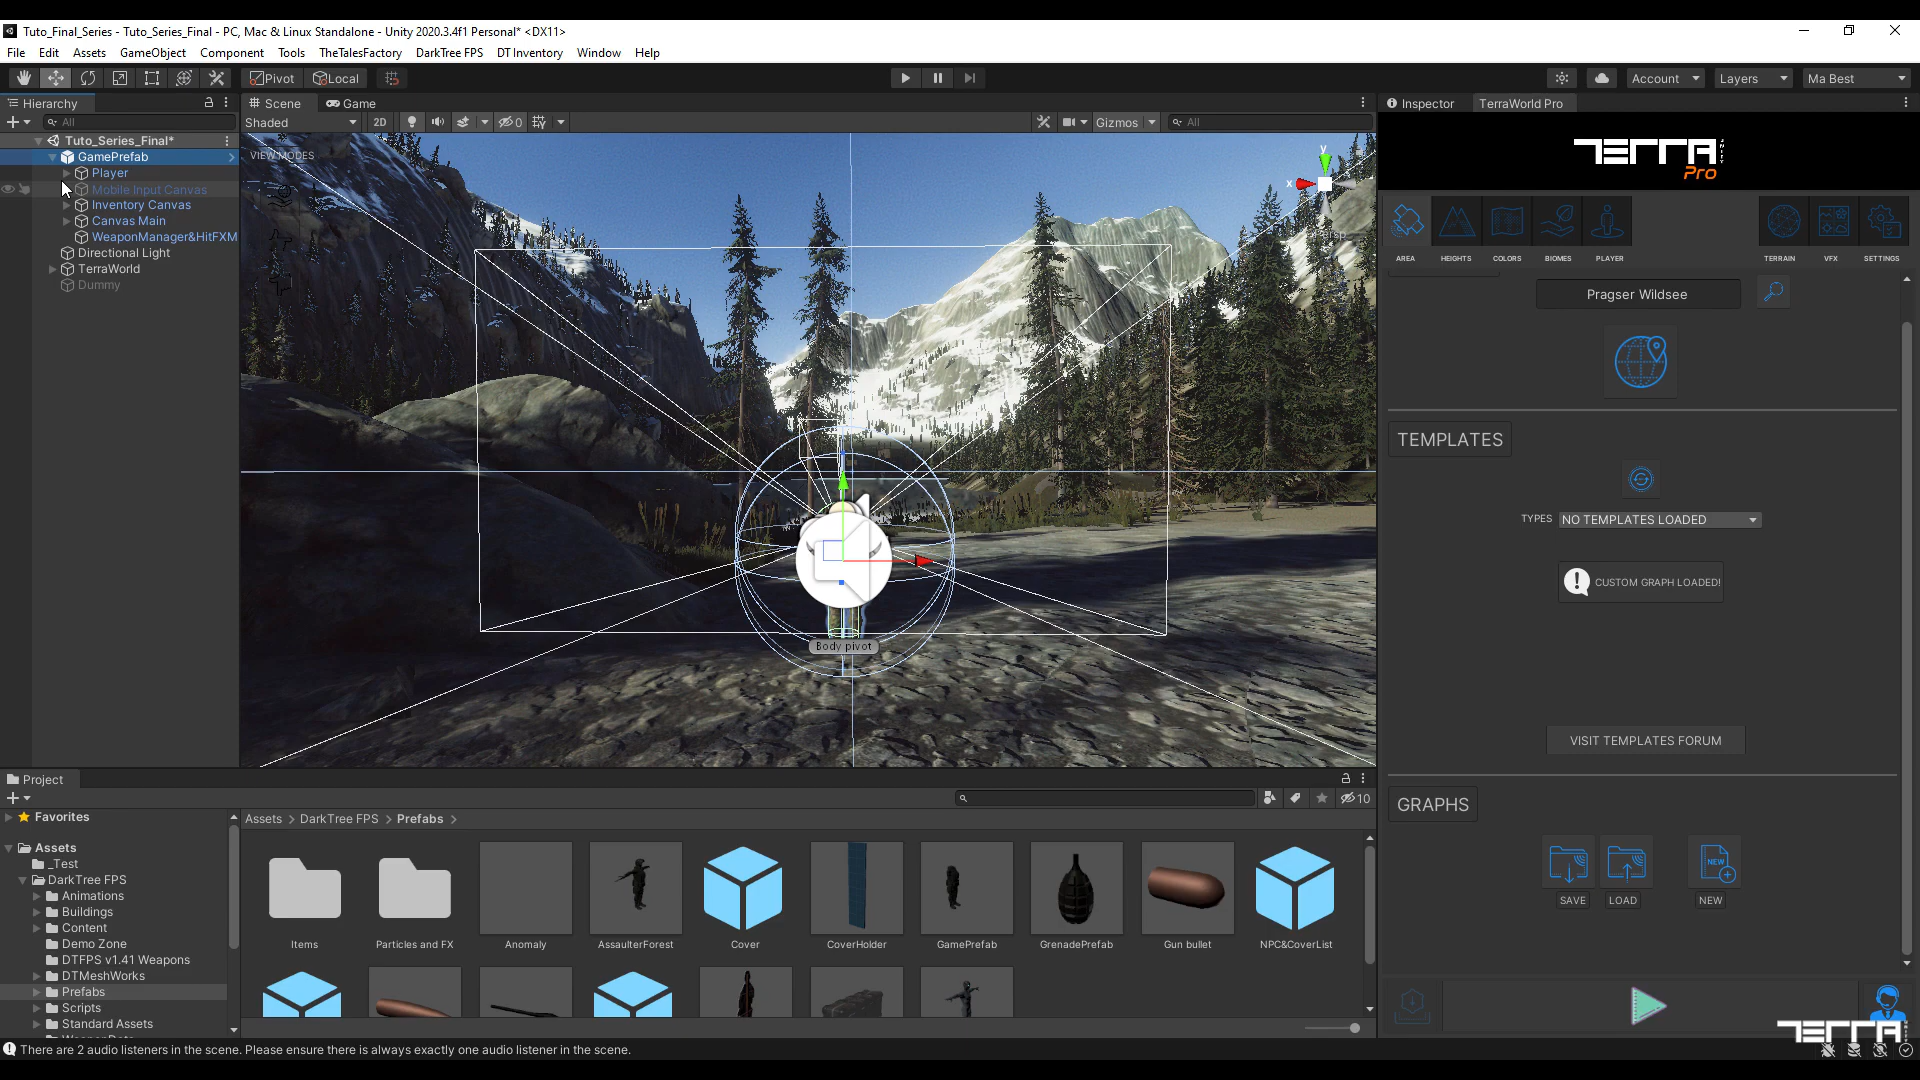 Tuto_Final_Series - Tuto_Series_Final - PC, Mac & Linux Standalone - Unity 2020.3.4f1 Personal* <DX11>
File Edit Assets GameObject Component Tools TheTalesFactory DarkTree FPS DT Inventory Window Help
Pivot Local Account Layers Ma Best
Hierarchy
All
Tuto_Series_Final*
GamePrefab
Player
Mobile Input Canvas
Inventory Canvas
Canvas Main
WeaponManager&HitFXM
Directional Light
TerraWorld
Dummy
Scene Game
Shaded 2D 0 Gizmos All
VIEW MODES
y
x
Persp
Body pivot
Inspector TerraWorld Pro
TERRA UNITY
Pro
AREA HEIGHTS COLORS BIOMES PLAYER TERRAIN VFX SETTINGS
Pragser Wildsee
TEMPLATES
TYPES NO TEMPLATES LOADED
CUSTOM GRAPH LOADED!
VISIT TEMPLATES FORUM
GRAPHS
NEW
SAVE LOAD NEW
Project
10
Favorites
Assets
_Test
DarkTree FPS
Animations
Buildings
Content
Demo Zone
DTFPS v1.41 Weapons
DTMeshWorks
Prefabs
Scripts
Standard Assets
Assets > DarkTree FPS > Prefabs >
Items Particles and FX Anomaly AssaulterForest Cover CoverHolder GamePrefab GrenadePrefab Gun bullet NPC&CoverList
TERRA
There are 2 audio listeners in the scene. Please ensure there is always exactly one audio listener in the scene.